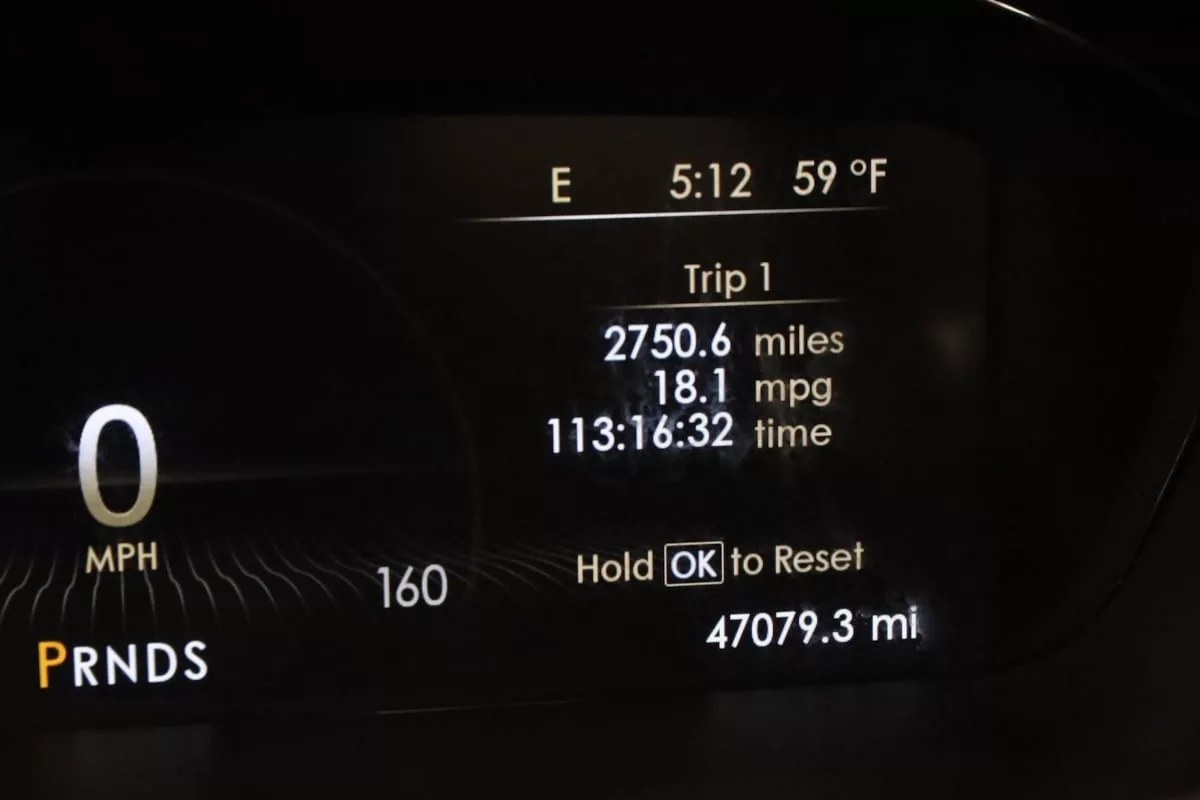 E 5:12 59 °F
Trip 1
2750.6 miles
18.1 mpg
113:16:32 time
0
MPH
160
Hold OK to Reset
47079.3 mi
PRNDS